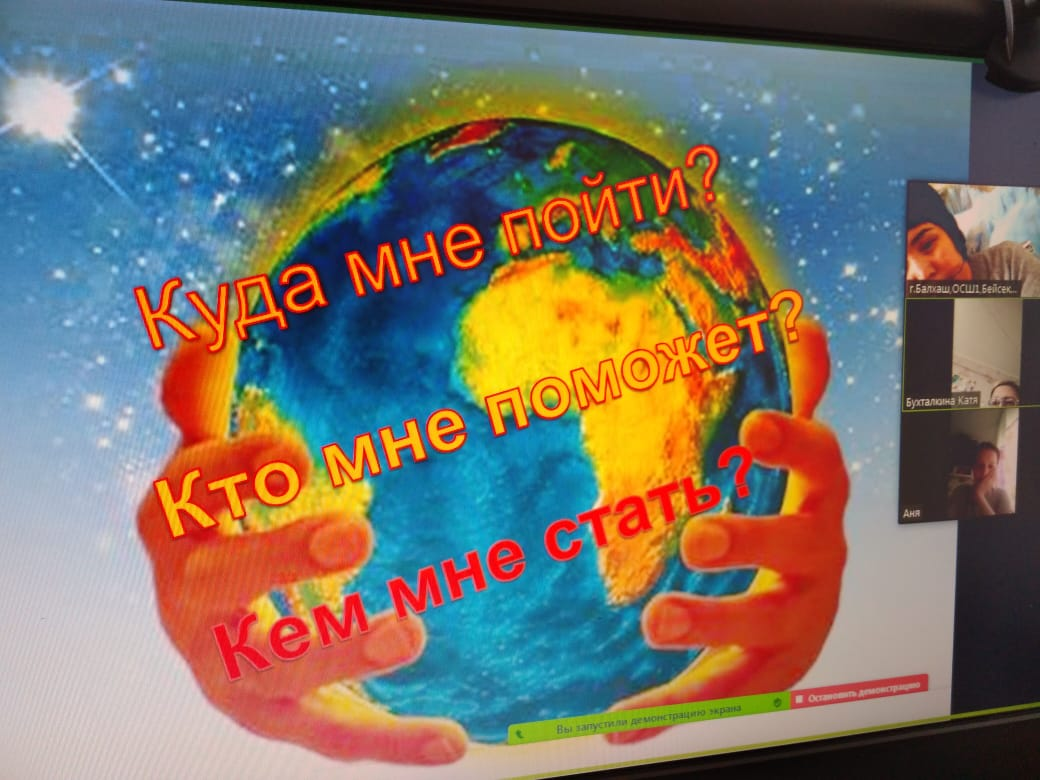 Куда мне пойти?
Кто мне поможет?
Кем мне стать?
г.Балхаш,ОСШ1,Бейсек...
Бухталкина Катя
Аня
Вы запустили демонстрацию экрана
Остановить демонстрацию